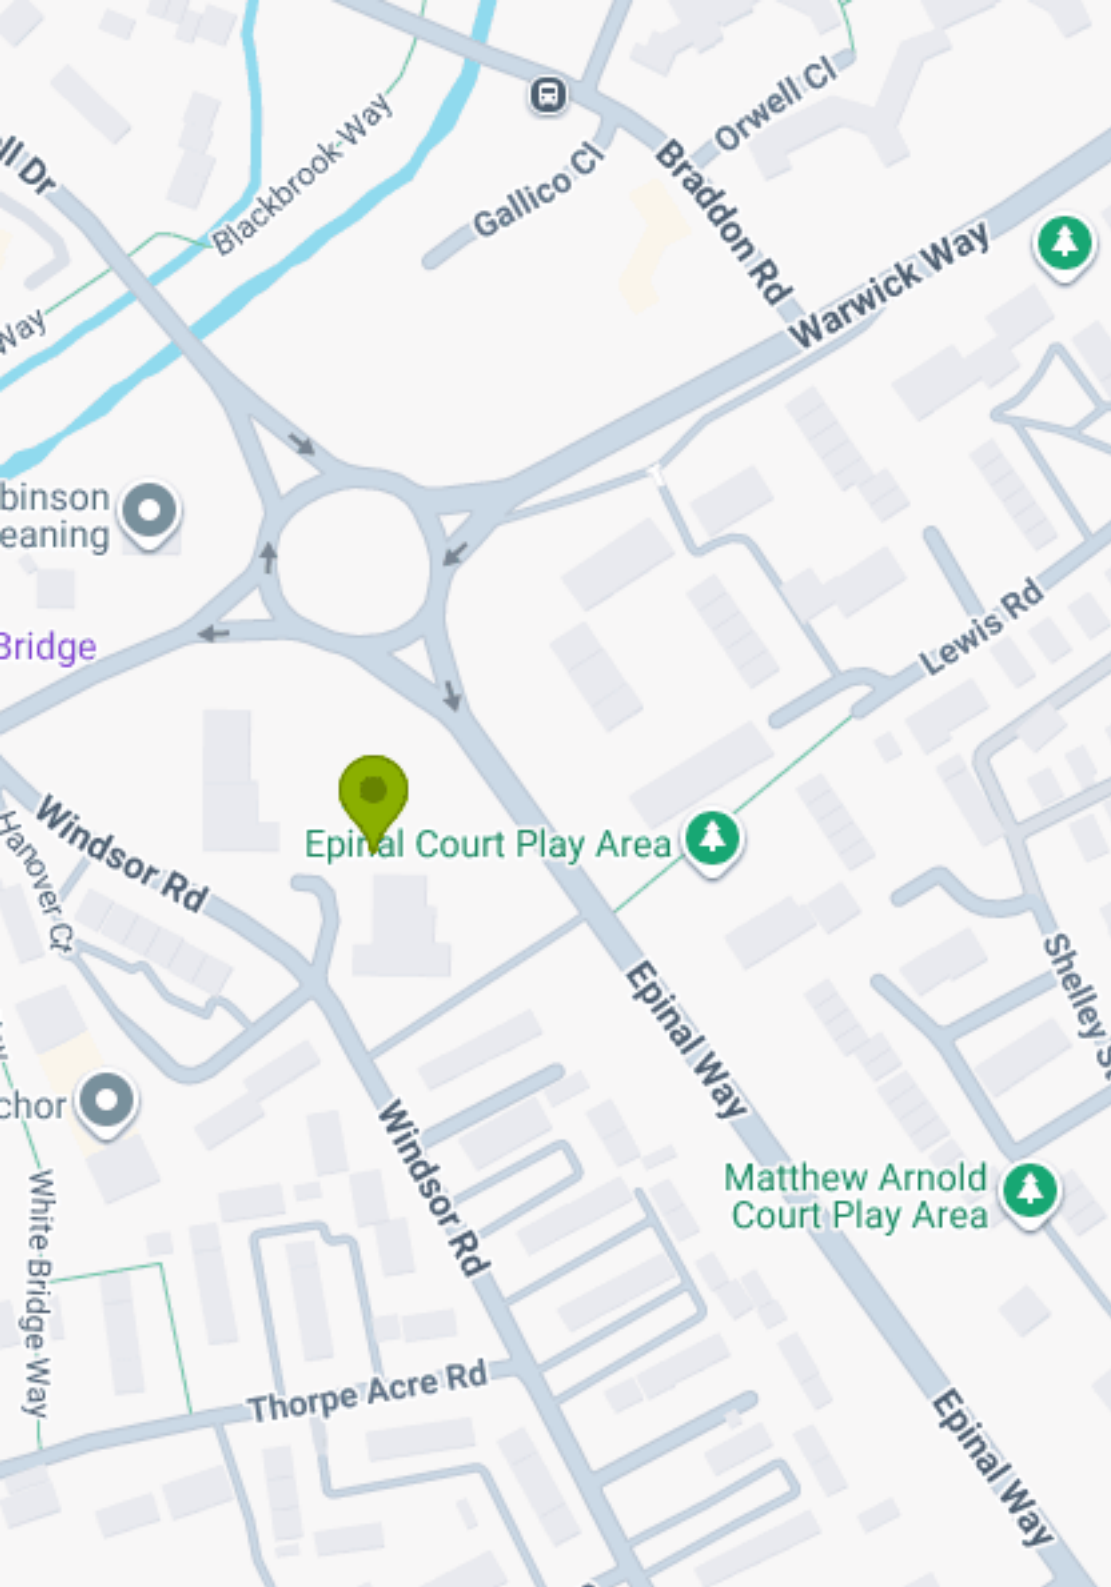 ll Dr
Blackbrook Way
Gallico Cl
Orwell Cl
Braddon Rd
Warwick Way
Way
binson
eaning
Bridge
Lewis Rd
Epinal Court Play Area
Windsor Rd
Hanover Ct
Epinal Way
Shelley S
chor
Windsor Rd
Matthew Arnold
Court Play Area
White Bridge Way
Thorpe Acre Rd
Epinal Way